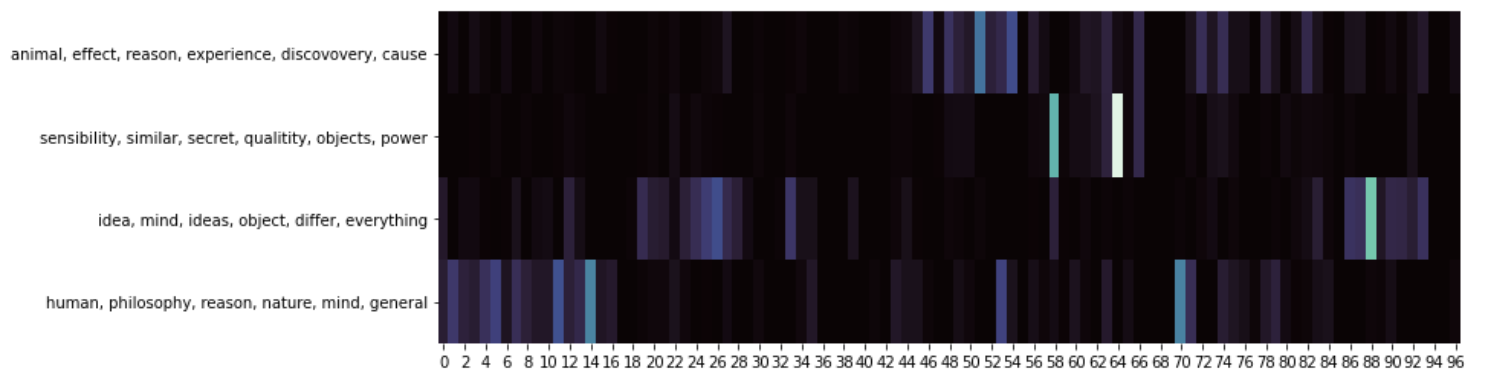 animal, effect, reason, experience, discovovery, cause
sensibility, similar, secret, qualitity, objects, power
idea, mind, ideas, object, differ, everything
human, philosophy, reason, nature, mind, general
0 2 4 6 8 10 12 14 16 18 20 22 24 26 28 30 32 34 36 38 40 42 44 46 48 50 52 54 56 58 60 62 64 66 68 70 72 74 76 78 80 82 84 86 88 90 92 94 96